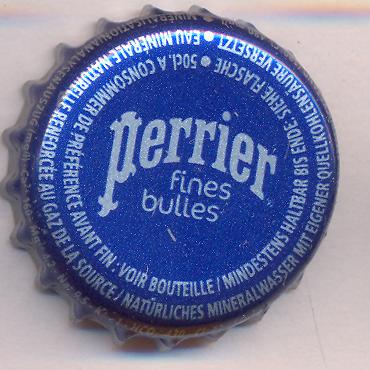 perrier
fines
bulles
50cl. A CONSOMMER DE PRÉFÉRENCE AVANT FIN : VOIR BOUTEILLE / MINDESTENS HALTBAR BIS ENDE: SIEHE FLASCHE
EAU MINÉRALE NATURELLE RENFORCÉE AU GAZ DE LA SOURCE / NATÜRLICHES MINERALWASSER MIT EIGENER QUELLKOHLENSÄURE VERSETZT